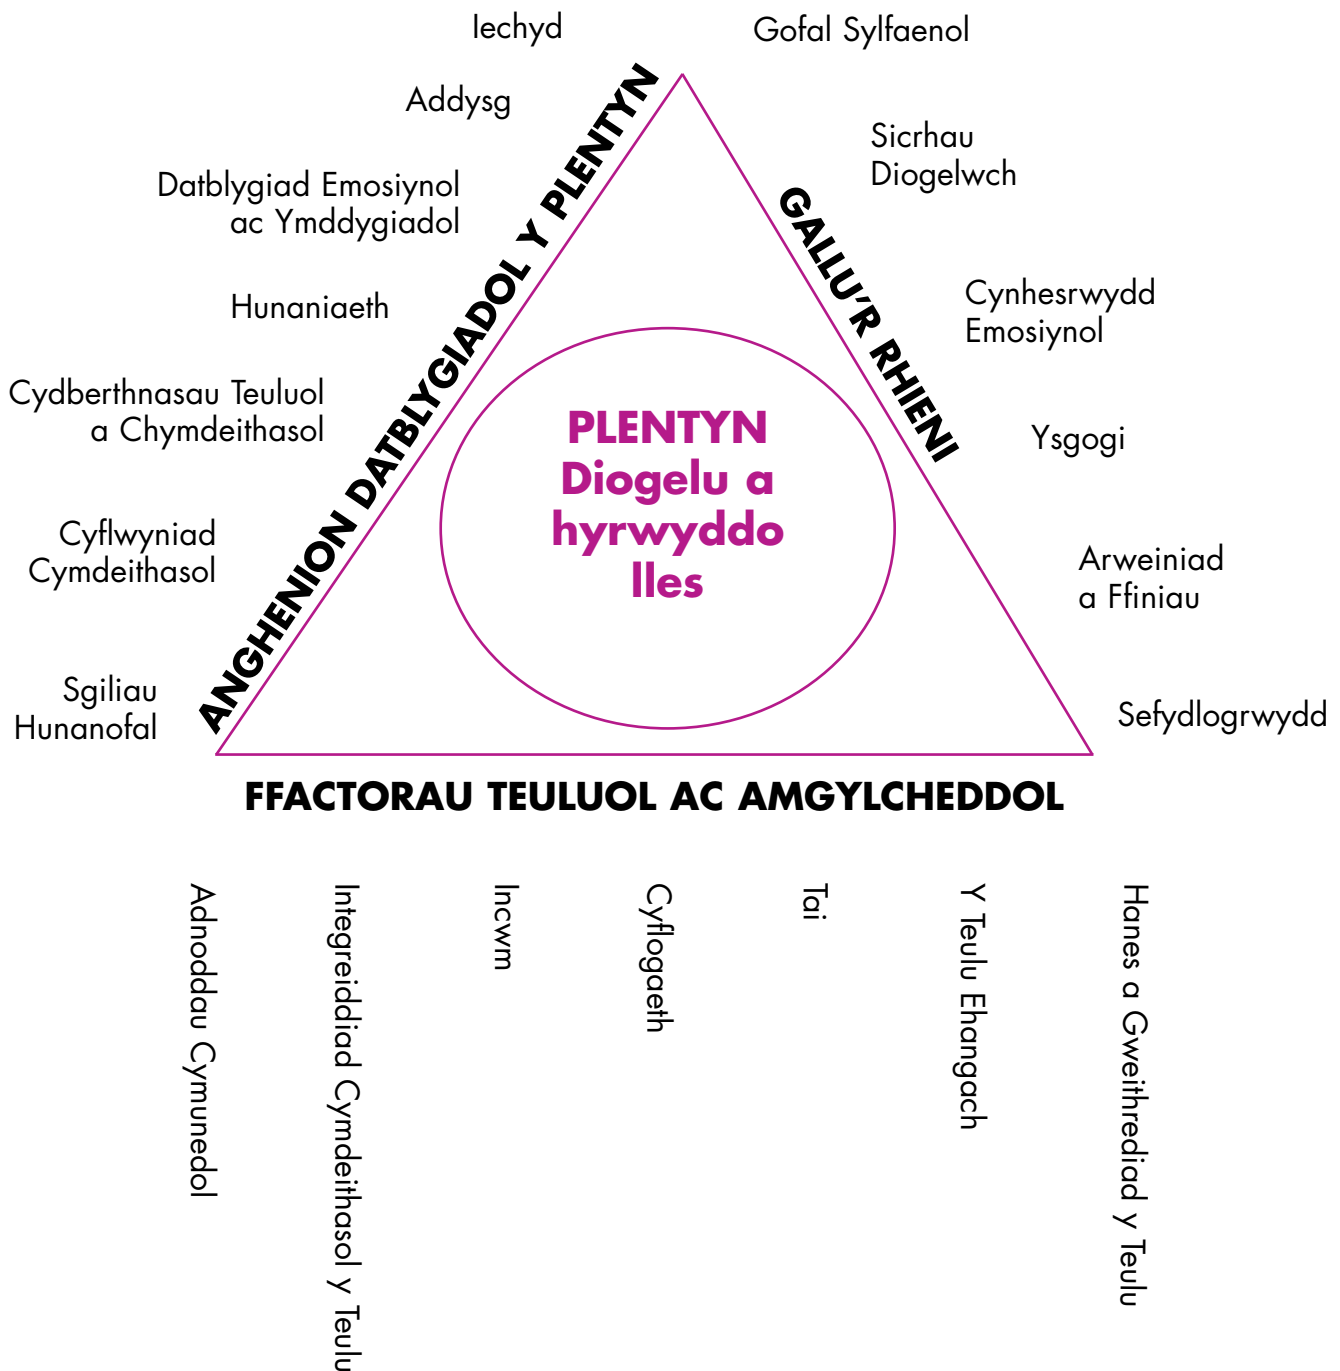 Iechyd
Addysg
Datblygiad Emosiynol
ac Ymddygiadol
Hunaniaeth
Cydberthnasau Teuluol
a Chymdeithasol
Cyflwyniad
Cymdeithasol
Sgiliau
Hunanofal
ANGHENION DATBLYGIADOL Y PLENTYN
PLENTYN
Diogelu a
hyrwyddo
lles
GALLU’R RHIENI
Gofal Sylfaenol
Sicrhau
Diogelwch
Cynhesrwydd
Emosiynol
Ysgogi
Arweiniad
a Ffiniau
Sefydlogrwydd
FFACTORAU TEULUOL AC AMGYLCHEDDOL
Adnoddau Cymunedol
Integreiddiad Cymdeithasol y Teulu
Incwm
Cyflogaeth
Tai
Y Teulu Ehangach
Hanes a Gweithrediad y Teulu